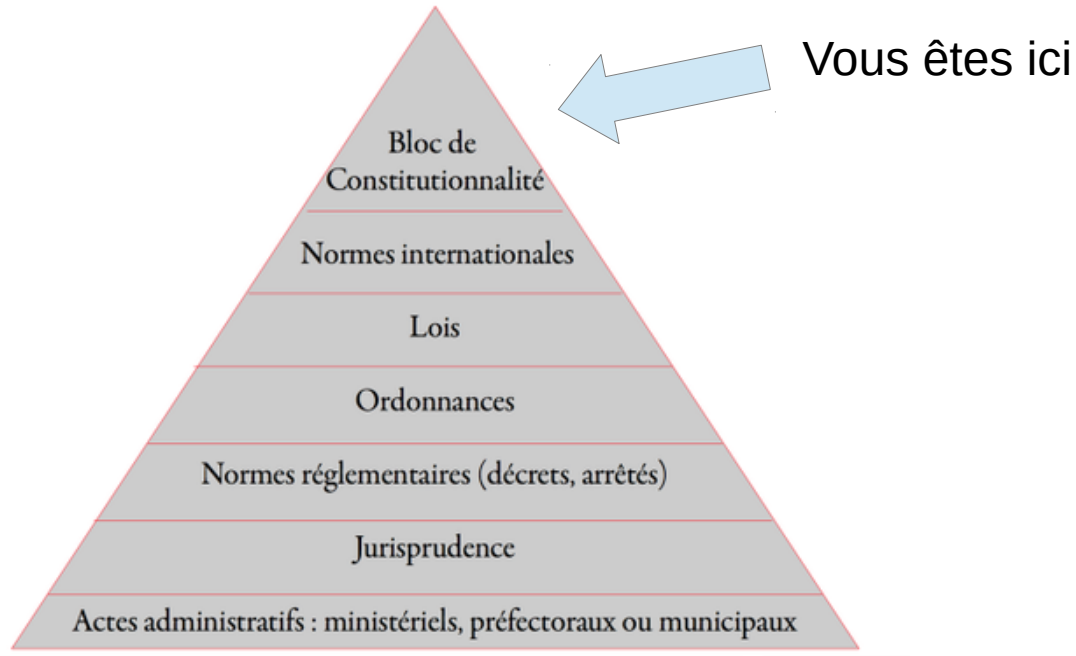 Vous êtes ici
Bloc de
Constitutionnalité
Normes internationales
Lois
Ordonnances
Normes réglementaires (décrets, arrêtés)
Jurisprudence
Actes administratifs : ministériels, préfectoraux ou municipaux